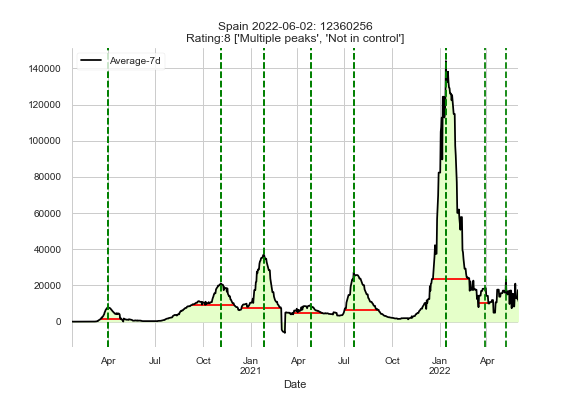 Spain 2022-06-02: 12360256
Rating:8 ['Multiple peaks', 'Not in control']
Average-7d
140000
120000
100000
80000
60000
40000
20000
0
Apr
Jul
Oct
Jan
2021
Apr
Jul
Oct
Jan
2022
Apr
Date